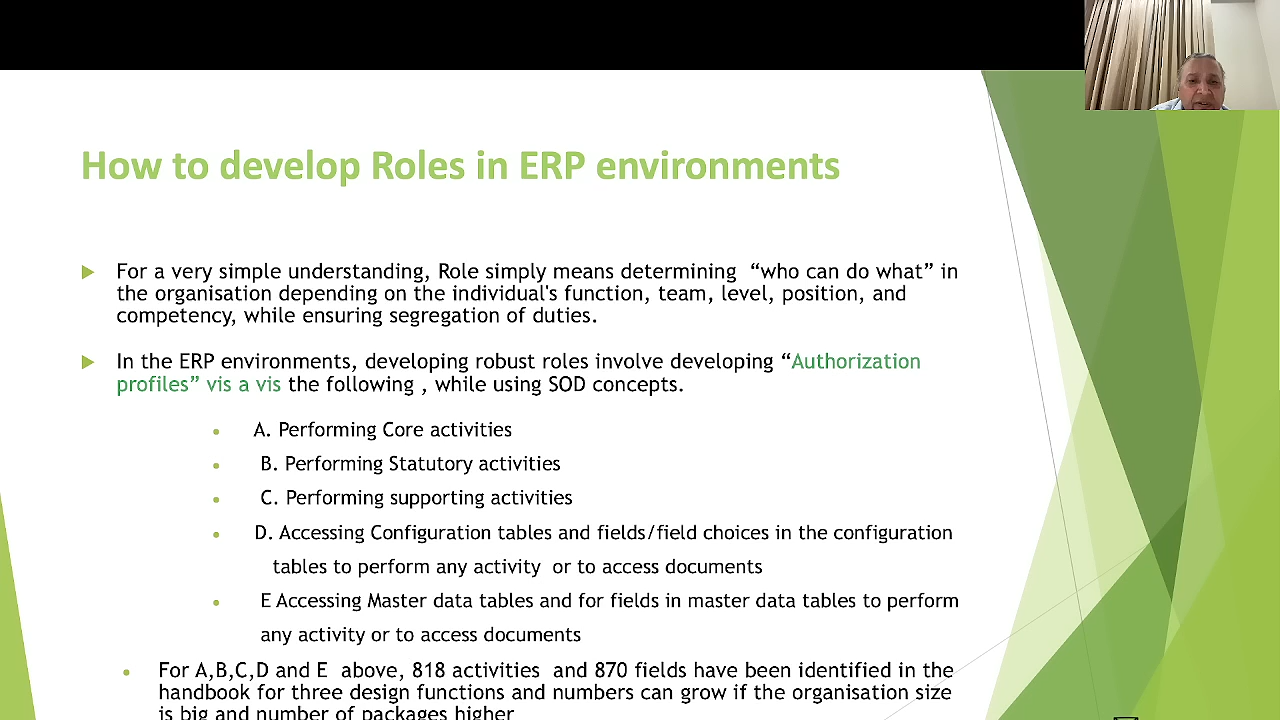 How to develop Roles in ERP environments
For a very simple understanding, Role simply means determining “who can do what” in
the organisation depending on the individual's function, team, level, position, and
competency, while ensuring segregation of duties.
In the ERP environments, developing robust roles involve developing “Authorization
profiles” vis a vis the following , while using SOD concepts.
A. Performing Core activities
B. Performing Statutory activities
C. Performing supporting activities
D. Accessing Configuration tables and fields/field choices in the configuration
tables to perform any activity or to access documents
E Accessing Master data tables and for fields in master data tables to perform
any activity or to access documents
For A,B,C,D and E above, 818 activities and 870 fields have been identified in the
handbook for three design functions and numbers can grow if the organisation size
is big and number of packages higher